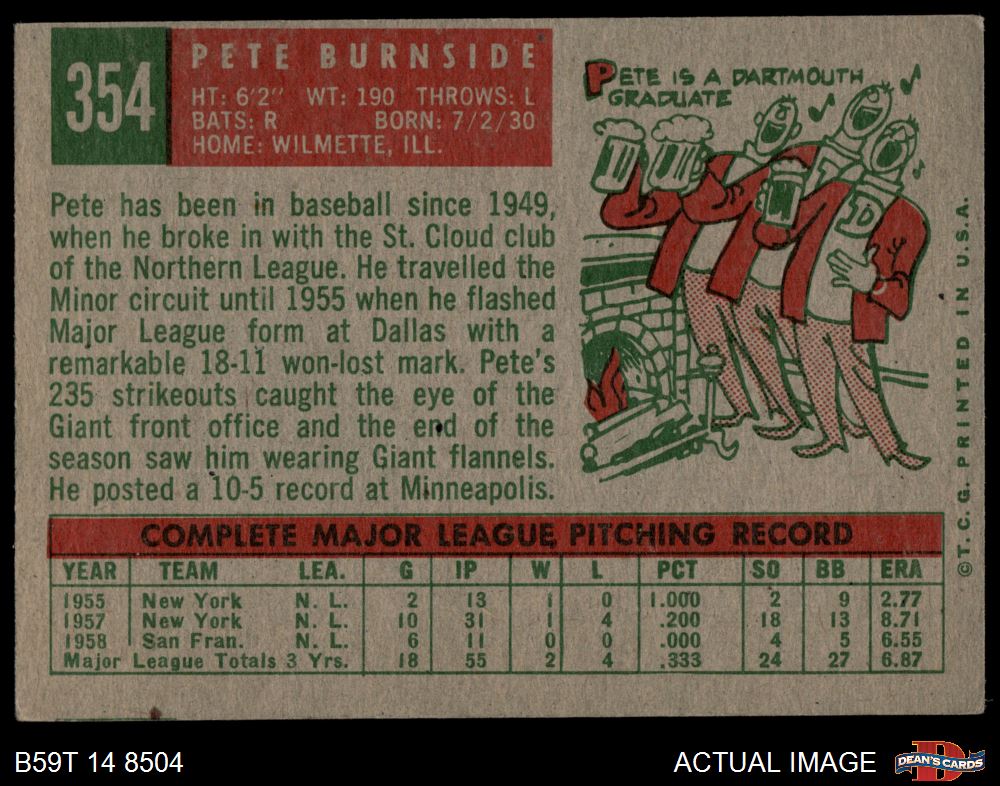 354
PETE BURNSIDE
HT: 6'2" WT: 190 THROWS: L
BATS: R BORN: 7/2/30
HOME: WILMETTE, ILL.
PETE IS A DARTMOUTH
GRADUATE
D
Pete has been in baseball since 1949,
when he broke in with the St. Cloud club
of the Northern League. He travelled the
Minor circuit until 1955 when he flashed
Major League form at Dallas with a
remarkable 18-11 won-lost mark. Pete's
235 strikeouts caught the eye of the
Giant front office and the end of the
season saw him wearing Giant flannels.
He posted a 10-5 record at Minneapolis.
©T.C.G. PRINTED IN U.S.A.
COMPLETE MAJOR LEAGUE PITCHING RECORD
YEAR TEAM LEA. G IP W L PCT SO BB ERA
1955 New York N. L. 2 13 1 0 1.000 2 9 2.77
1957 New York N. L. 10 31 1 4 .200 18 13 8.71
1958 San Fran. N. L. 6 11 0 0 .000 4 5 6.55
Major League Totals 3 Yrs. 18 55 2 4 .333 24 27 6.87
B59T 14 8504
ACTUAL IMAGE
D
DEAN'S CARDS